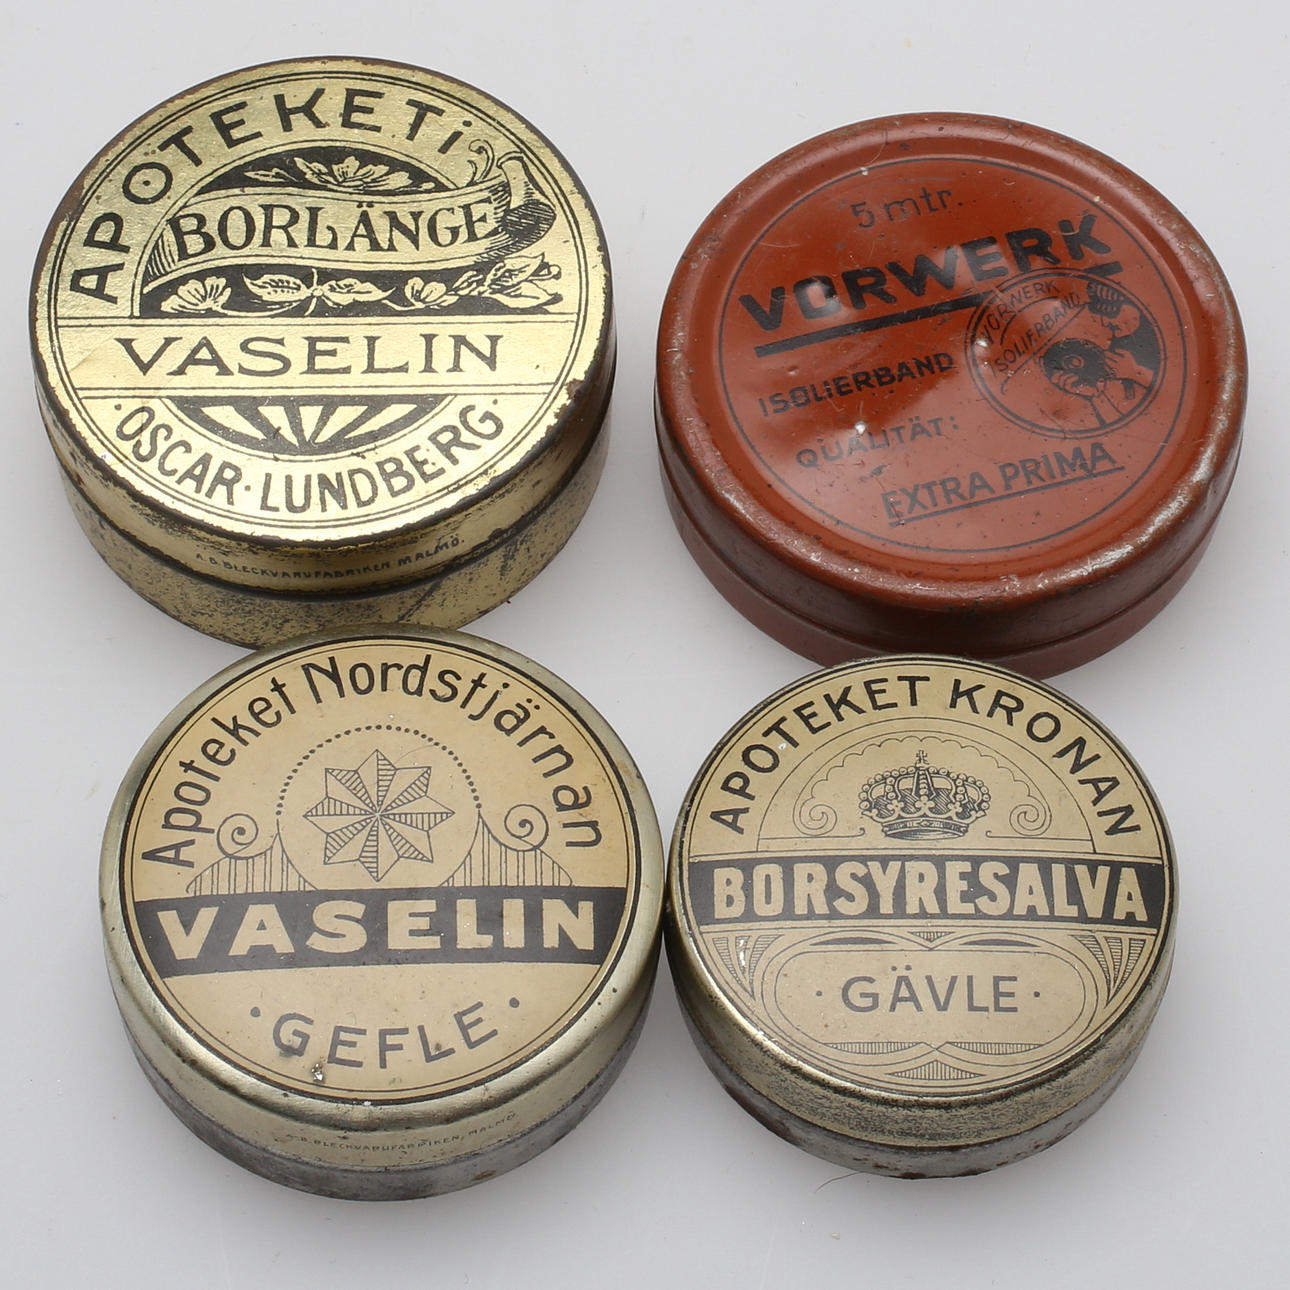 APOTEKET i
BORLÄNGE
VASELIN
· OSCAR · LUNDBERG ·
A.B. BLECKVARUFABRIKEN MALMÖ.
5 mtr.
VORWERK
ISOLIERBAND
QUALITÄT:
EXTRA PRIMA
VORWERK
ISOLIERBAND
Apoteket Nordstjärnan
VASELIN
· GEFLE ·
A.B. BLECKVARUFABRIKEN, MALMÖ
APOTEKET KRONAN
BORSYRESALVA
· GÄVLE ·